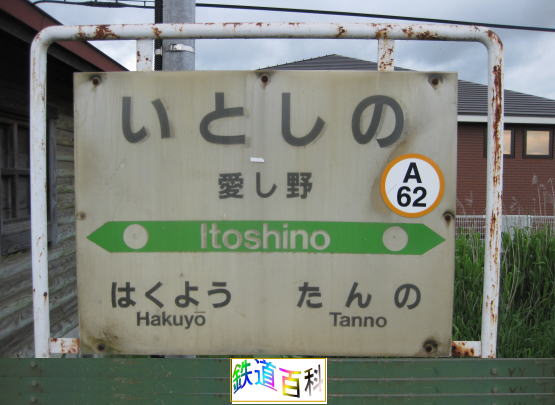 いとしの
愛し野
A
62
Itoshino
はくよう たんの
Hakuyō Tanno
鉄道百科